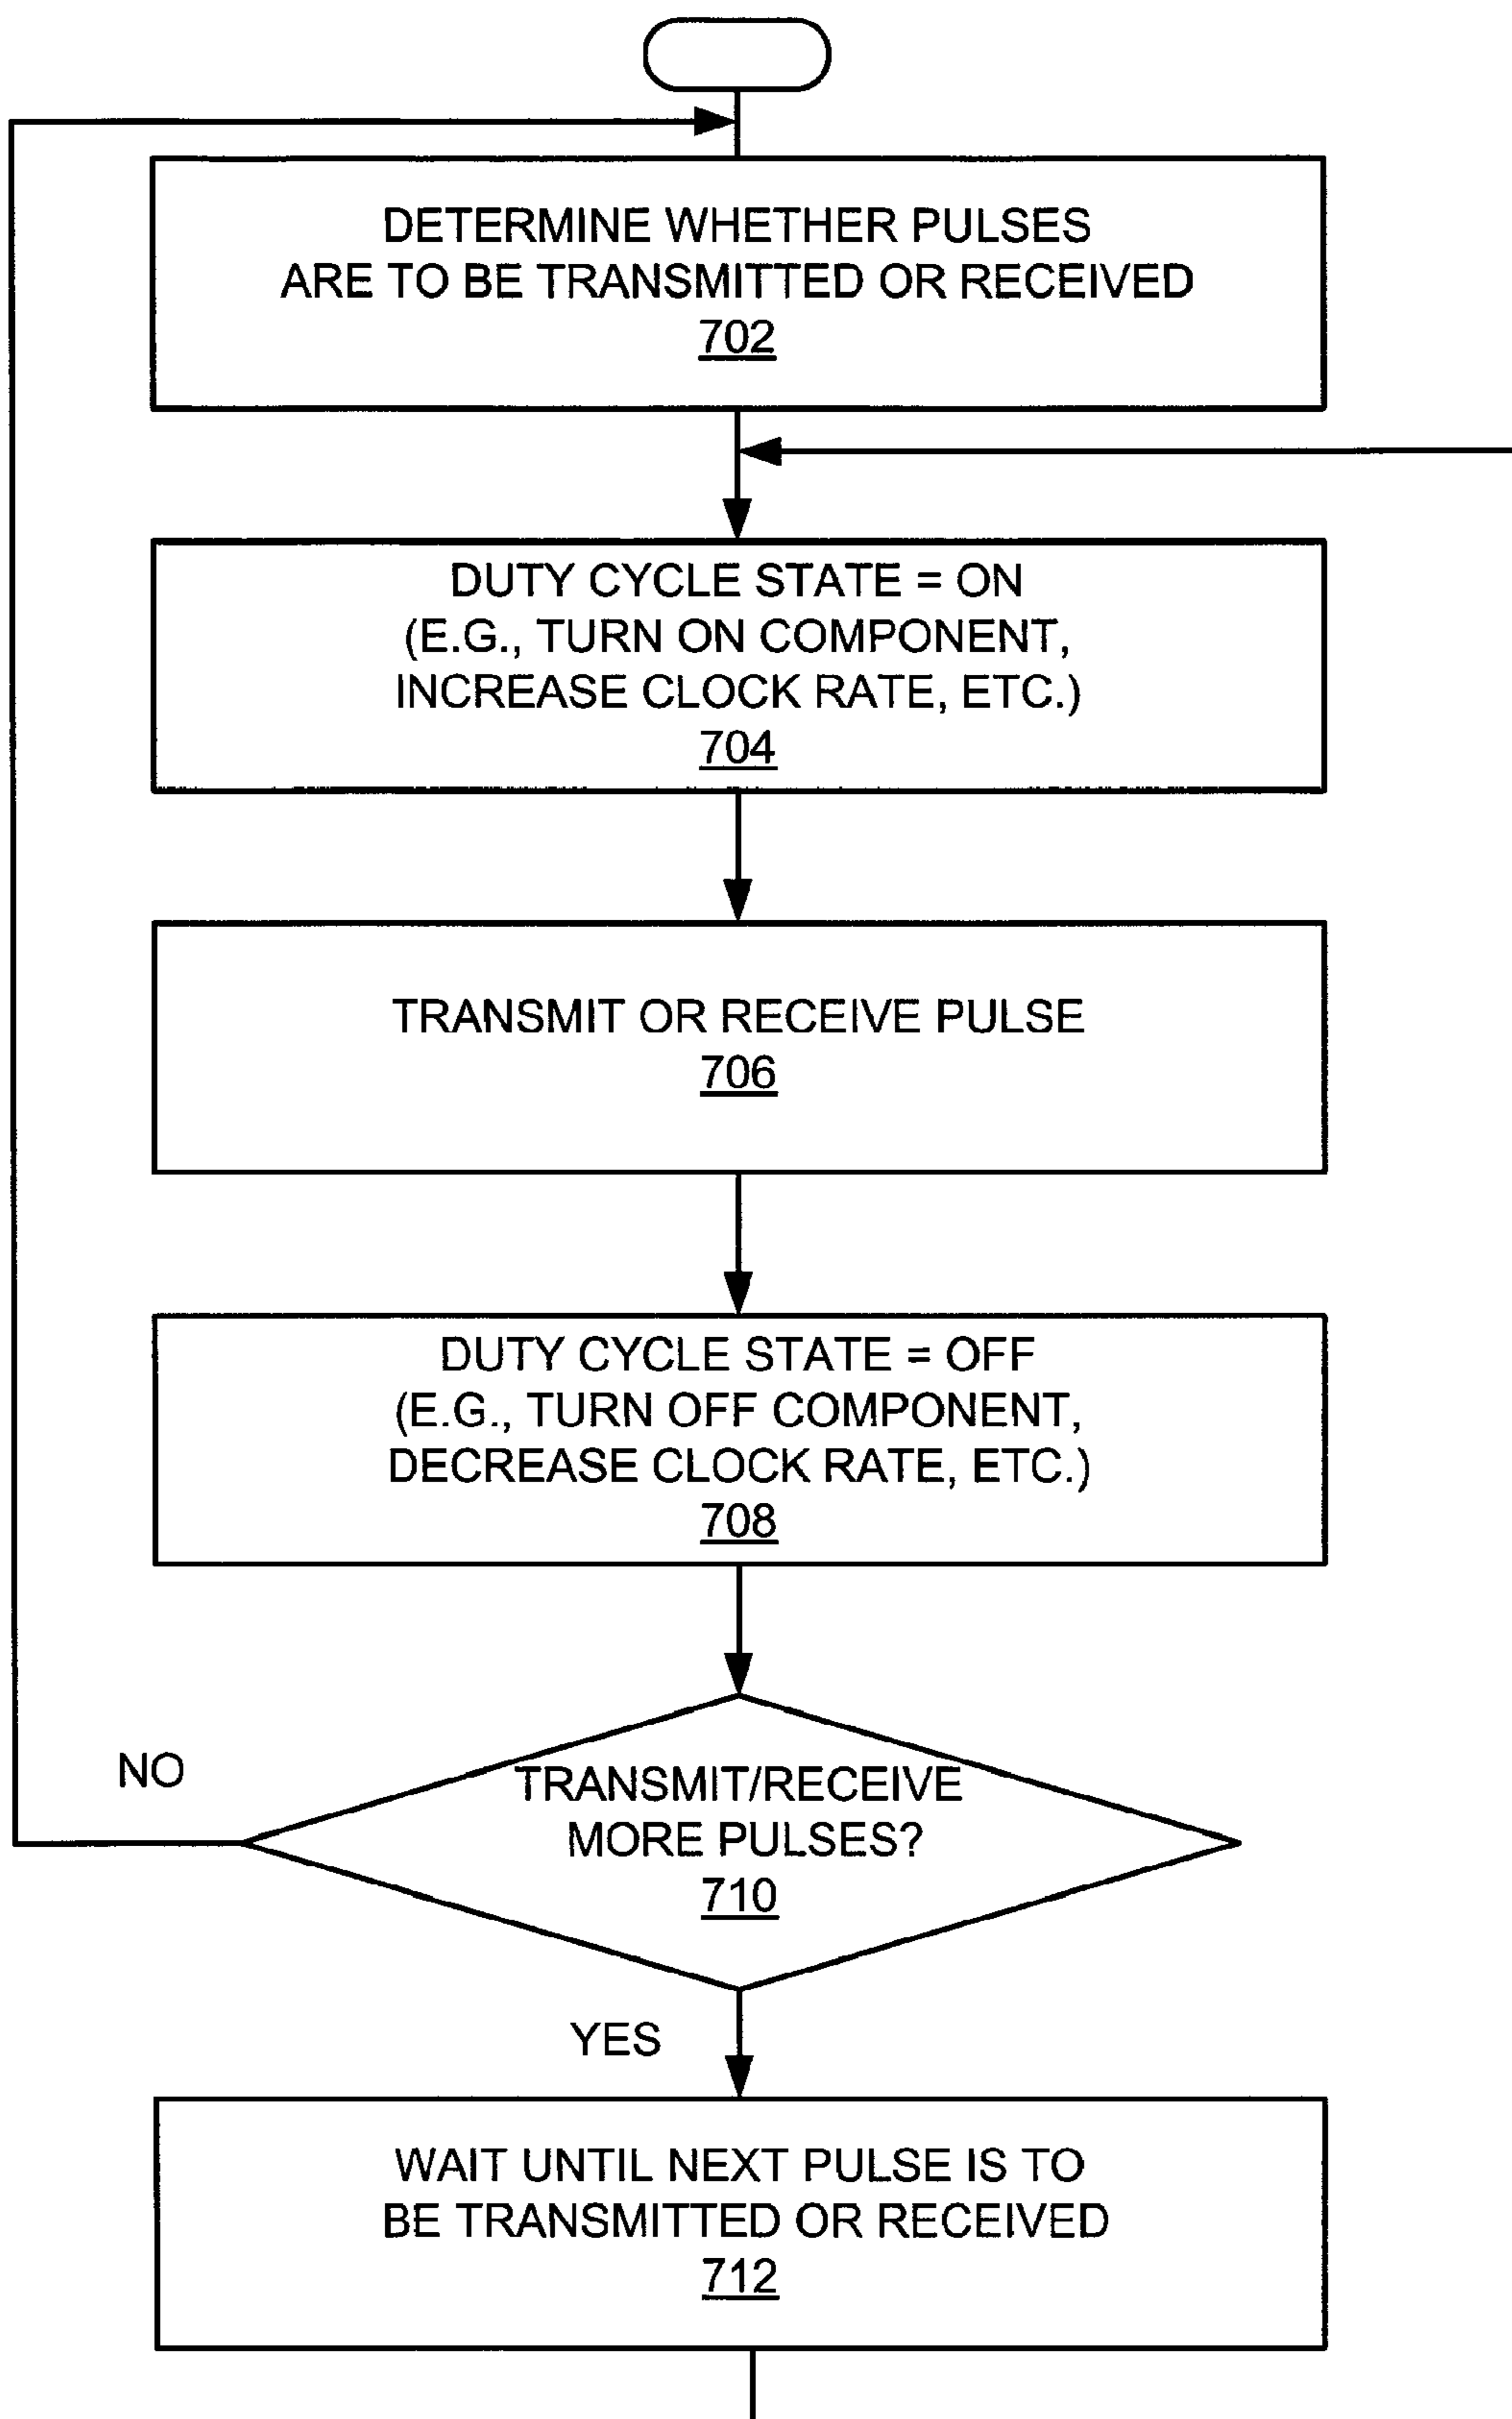 DETERMINE WHETHER PULSES
ARE TO BE TRANSMITTED OR RECEIVED
702
DUTY CYCLE STATE = ON
(E.G., TURN ON COMPONENT,
INCREASE CLOCK RATE, ETC.)
704
TRANSMIT OR RECEIVE PULSE
706
DUTY CYCLE STATE = OFF
(E.G., TURN OFF COMPONENT,
DECREASE CLOCK RATE, ETC.)
708
NO
TRANSMIT/RECEIVE
MORE PULSES?
710
YES
WAIT UNTIL NEXT PULSE IS TO
BE TRANSMITTED OR RECEIVED
712